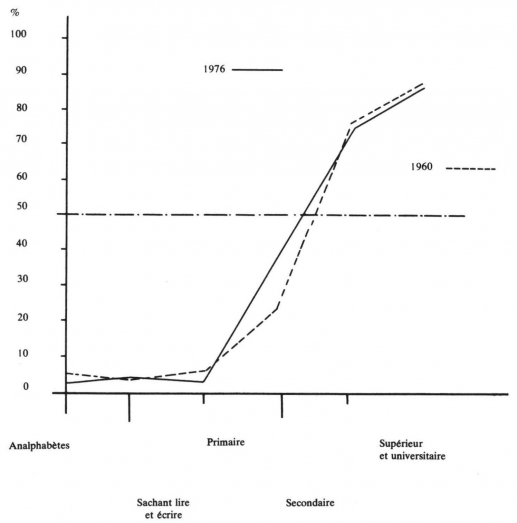 %
100
90
1976
80
70
1960
60
50
40
30
20
10
0
Analphabètes
Primaire
Supérieur
et universitaire
Sachant lire
et écrire
Secondaire